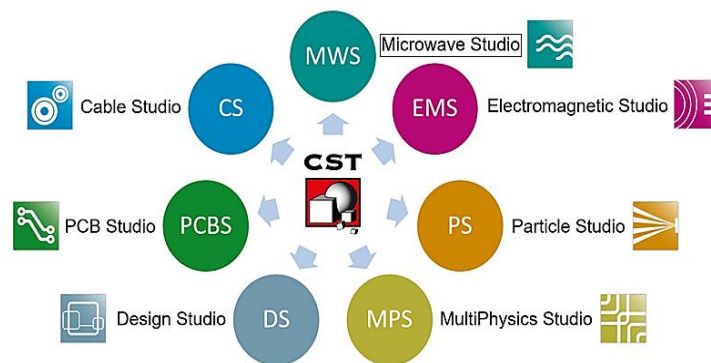 MWS
Microwave Studio
Cable Studio
CS
EMS
Electromagnetic Studio
CST
PCB Studio
PCBS
PS
Particle Studio
Design Studio
DS
MPS
MultiPhysics Studio